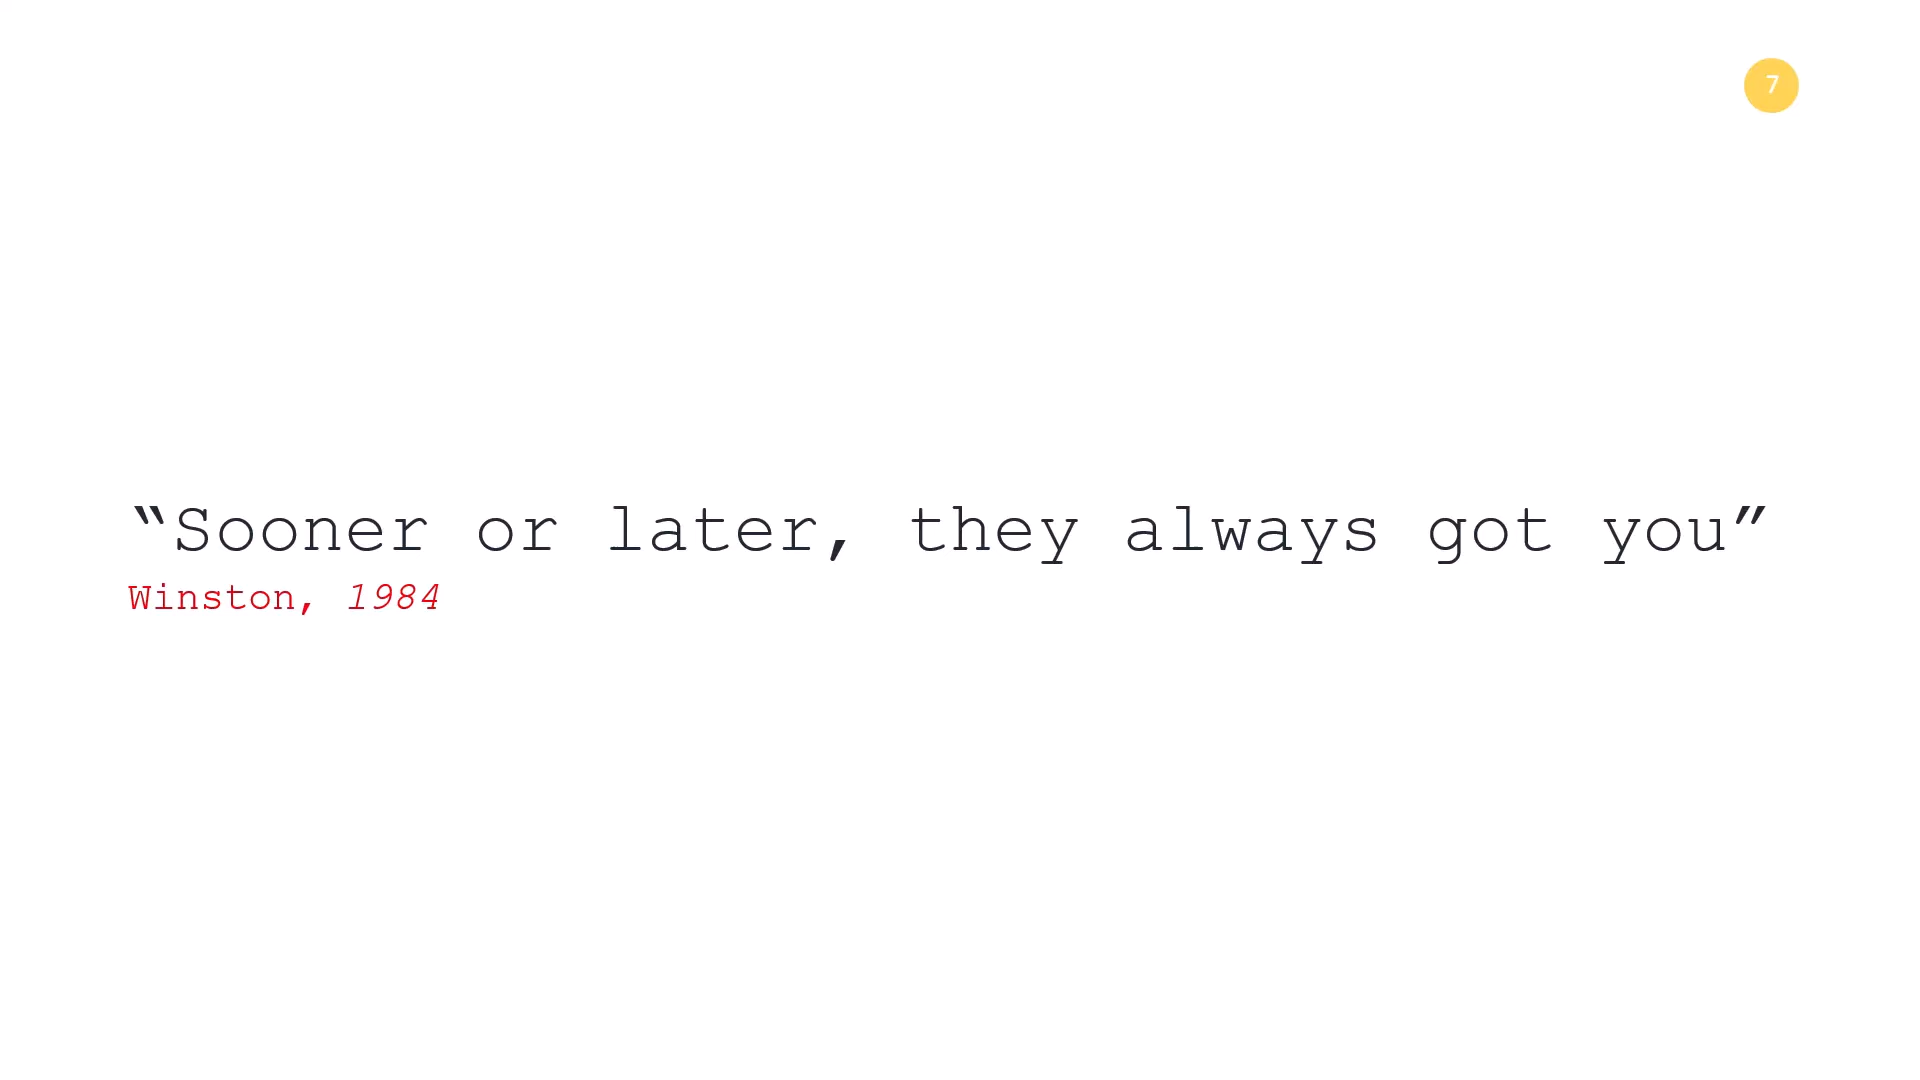 7
“Sooner or later, they always got you”
Winston, 1984